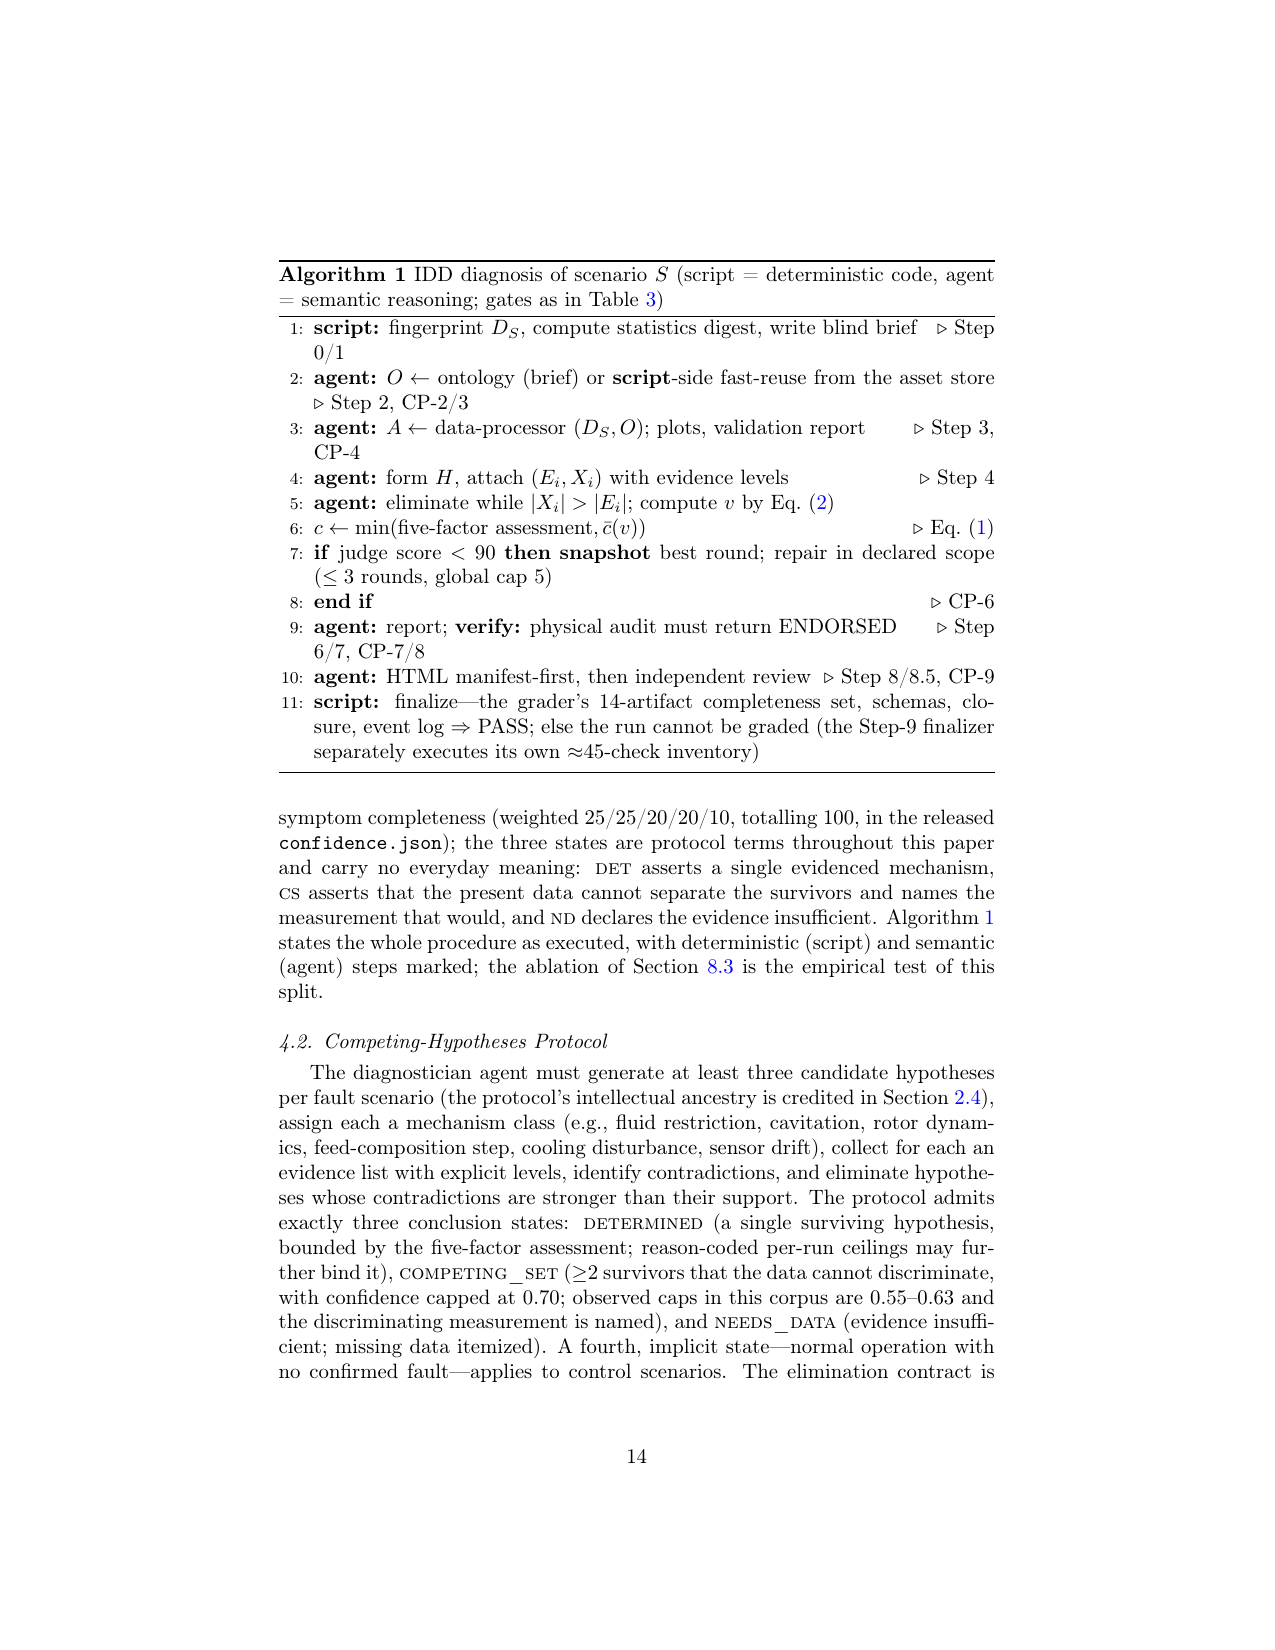 Algorithm 1 IDD diagnosis of scenario S (script = deterministic code, agent
= semantic reasoning; gates as in Table 3)
1: script: fingerprint D_S, compute statistics digest, write blind brief ▷ Step
0/1
2: agent: O ← ontology (brief) or script-side fast-reuse from the asset store
▷ Step 2, CP-2/3
3: agent: A ← data-processor (D_S, O); plots, validation report ▷ Step 3,
CP-4
4: agent: form H, attach (E_i, X_i) with evidence levels ▷ Step 4
5: agent: eliminate while |X_i| > |E_i|; compute v by Eq. (2)
6: c ← min(five-factor assessment, c̄(v)) ▷ Eq. (1)
7: if judge score < 90 then snapshot best round; repair in declared scope
(≤ 3 rounds, global cap 5)
8: end if ▷ CP-6
9: agent: report; verify: physical audit must return ENDORSED ▷ Step
6/7, CP-7/8
10: agent: HTML manifest-first, then independent review ▷ Step 8/8.5, CP-9
11: script: finalize—the grader's 14-artifact completeness set, schemas, clo-
sure, event log ⇒ PASS; else the run cannot be graded (the Step-9 finalizer
separately executes its own ≈45-check inventory)
symptom completeness (weighted 25/25/20/20/10, totalling 100, in the released
confidence.json); the three states are protocol terms throughout this paper
and carry no everyday meaning: DET asserts a single evidenced mechanism,
CS asserts that the present data cannot separate the survivors and names the
measurement that would, and ND declares the evidence insufficient. Algorithm 1
states the whole procedure as executed, with deterministic (script) and semantic
(agent) steps marked; the ablation of Section 8.3 is the empirical test of this
split.
4.2. Competing-Hypotheses Protocol
The diagnostician agent must generate at least three candidate hypotheses
per fault scenario (the protocol's intellectual ancestry is credited in Section 2.4),
assign each a mechanism class (e.g., fluid restriction, cavitation, rotor dynam-
ics, feed-composition step, cooling disturbance, sensor drift), collect for each an
evidence list with explicit levels, identify contradictions, and eliminate hypothe-
ses whose contradictions are stronger than their support. The protocol admits
exactly three conclusion states: DETERMINED (a single surviving hypothesis,
bounded by the five-factor assessment; reason-coded per-run ceilings may fur-
ther bind it), COMPETING_SET (≥2 survivors that the data cannot discriminate,
with confidence capped at 0.70; observed caps in this corpus are 0.55–0.63 and
the discriminating measurement is named), and NEEDS_DATA (evidence insuffi-
cient; missing data itemized). A fourth, implicit state—normal operation with
no confirmed fault—applies to control scenarios. The elimination contract is
14